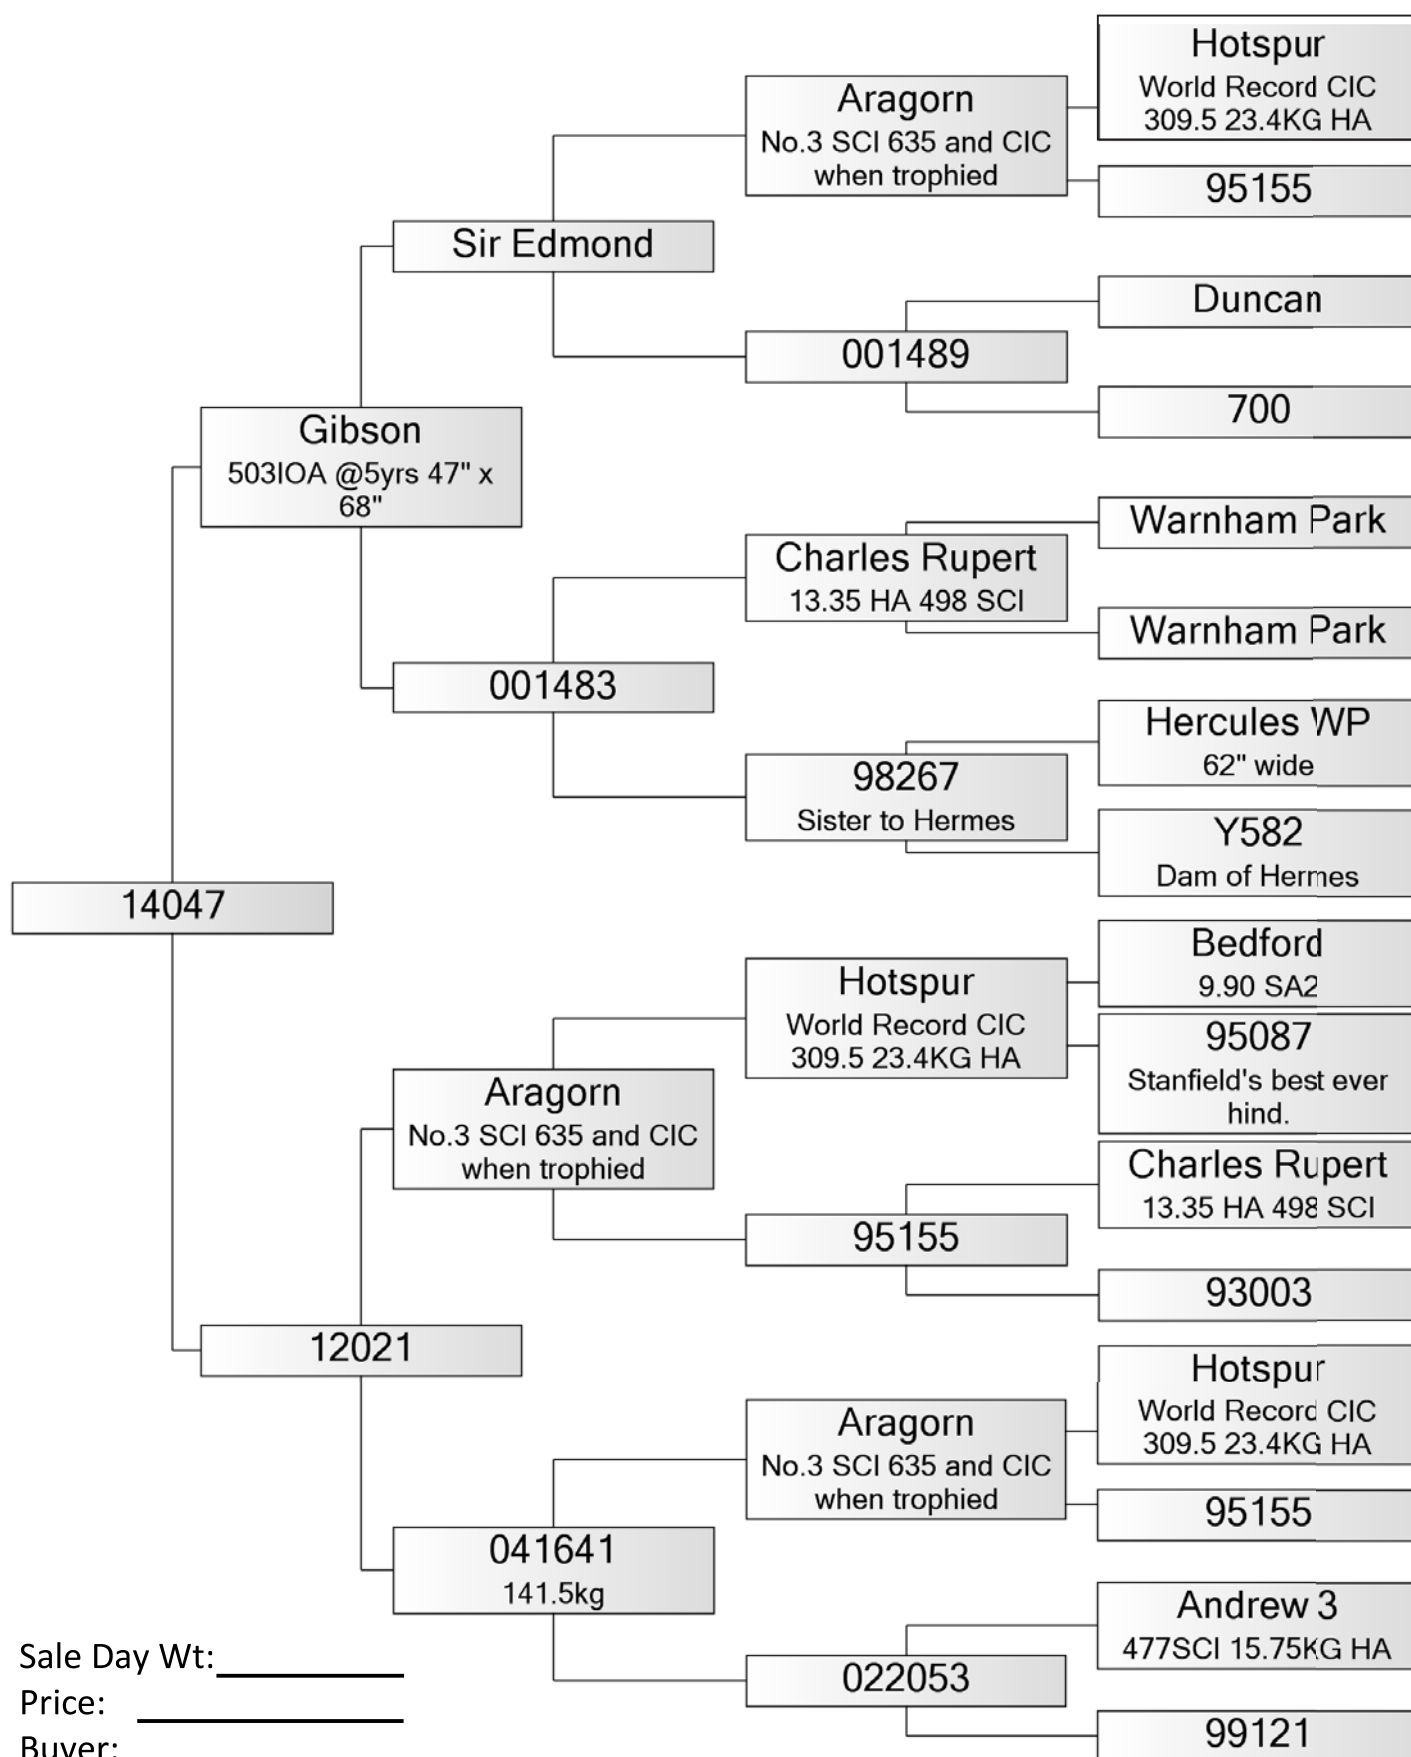 Hotspur
World Record CIC
309.5 23.4KG HA
Aragorn
No.3 SCI 635 and CIC
when trophied
95155
Sir Edmond
Duncan
001489
700
Gibson
503IOA @5yrs 47" x
68"
Warnham Park
Charles Rupert
13.35 HA 498 SCI
Warnham Park
001483
Hercules WP
62" wide
98267
Sister to Hermes
Y582
Dam of Hermes
14047
Bedford
9.90 SA2
Hotspur
World Record CIC
309.5 23.4KG HA
95087
Stanfield's best ever
hind.
Aragorn
No.3 SCI 635 and CIC
when trophied
Charles Rupert
13.35 HA 498 SCI
95155
93003
12021
Hotspur
World Record CIC
309.5 23.4KG HA
Aragorn
No.3 SCI 635 and CIC
when trophied
95155
041641
141.5kg
Andrew 3
477SCI 15.75KG HA
022053
99121
Sale Day Wt:
Price:
Buyer: